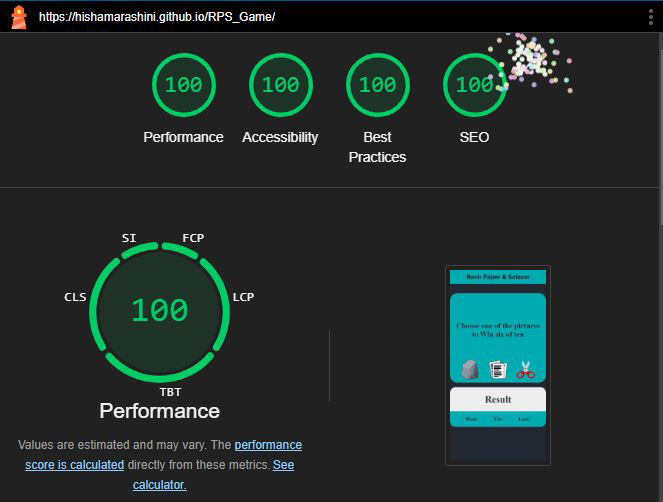 https://hishamarashini.github.io/RPS_Game/
100 100 100 100
Performance Accessibility Best Practices SEO
SI FCP
CLS LCP
100
TBT
Performance
Values are estimated and may vary. The performance
score is calculated directly from these metrics. See
calculator.
Rock Paper & Scissor
Choose one of the pictures
to Win six of ten
Result
Won: Tie: Lost: